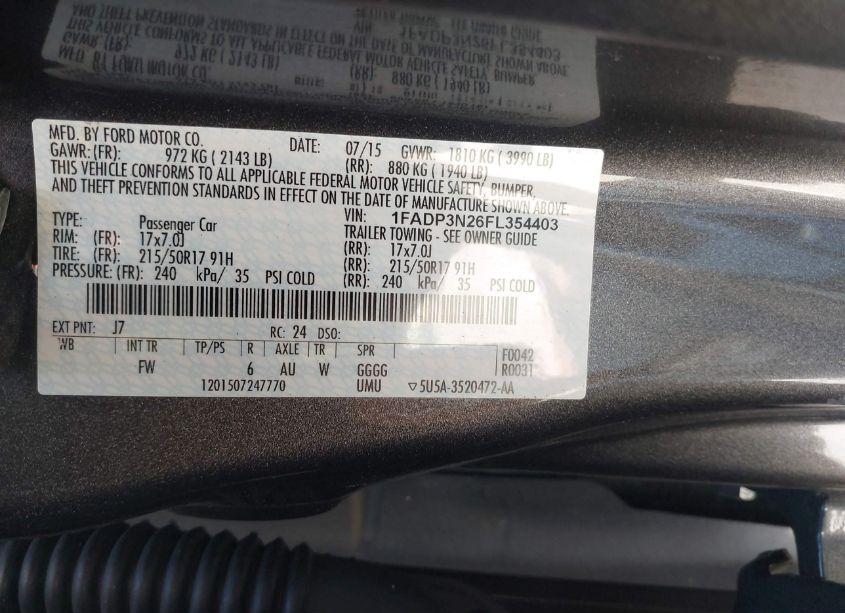 MFD. BY FORD MOTOR CO. DATE: 07/15 GVWR: 1810 KG ( 3990 LB)
GAWR: (FR): 972 KG ( 2143 LB) (RR): 880 KG ( 1940 LB)
THIS VEHICLE CONFORMS TO ALL APPLICABLE FEDERAL MOTOR VEHICLE SAFETY, BUMPER,
AND THEFT PREVENTION STANDARDS IN EFFECT ON THE DATE OF MANUFACTURE SHOWN ABOVE.
VIN: 1FADP3N26FL354403
TYPE: Passenger Car TRAILER TOWING - SEE OWNER GUIDE
RIM: (FR): 17x7.0J (RR): 17x7.0J
TIRE: (FR): 215/50R17 91H (RR): 215/50R17 91H
PRESSURE: (FR): 240 kPa/ 35 PSI COLD (RR): 240 kPa/ 35 PSI COLD
EXT PNT: J7 RC: 24 DSO:
WB INT TR TP/PS R AXLE TR SPR F0042
FW 6 AU W GGGG R0031
1201507247770 UMU ▽5U5A-3520472-AA